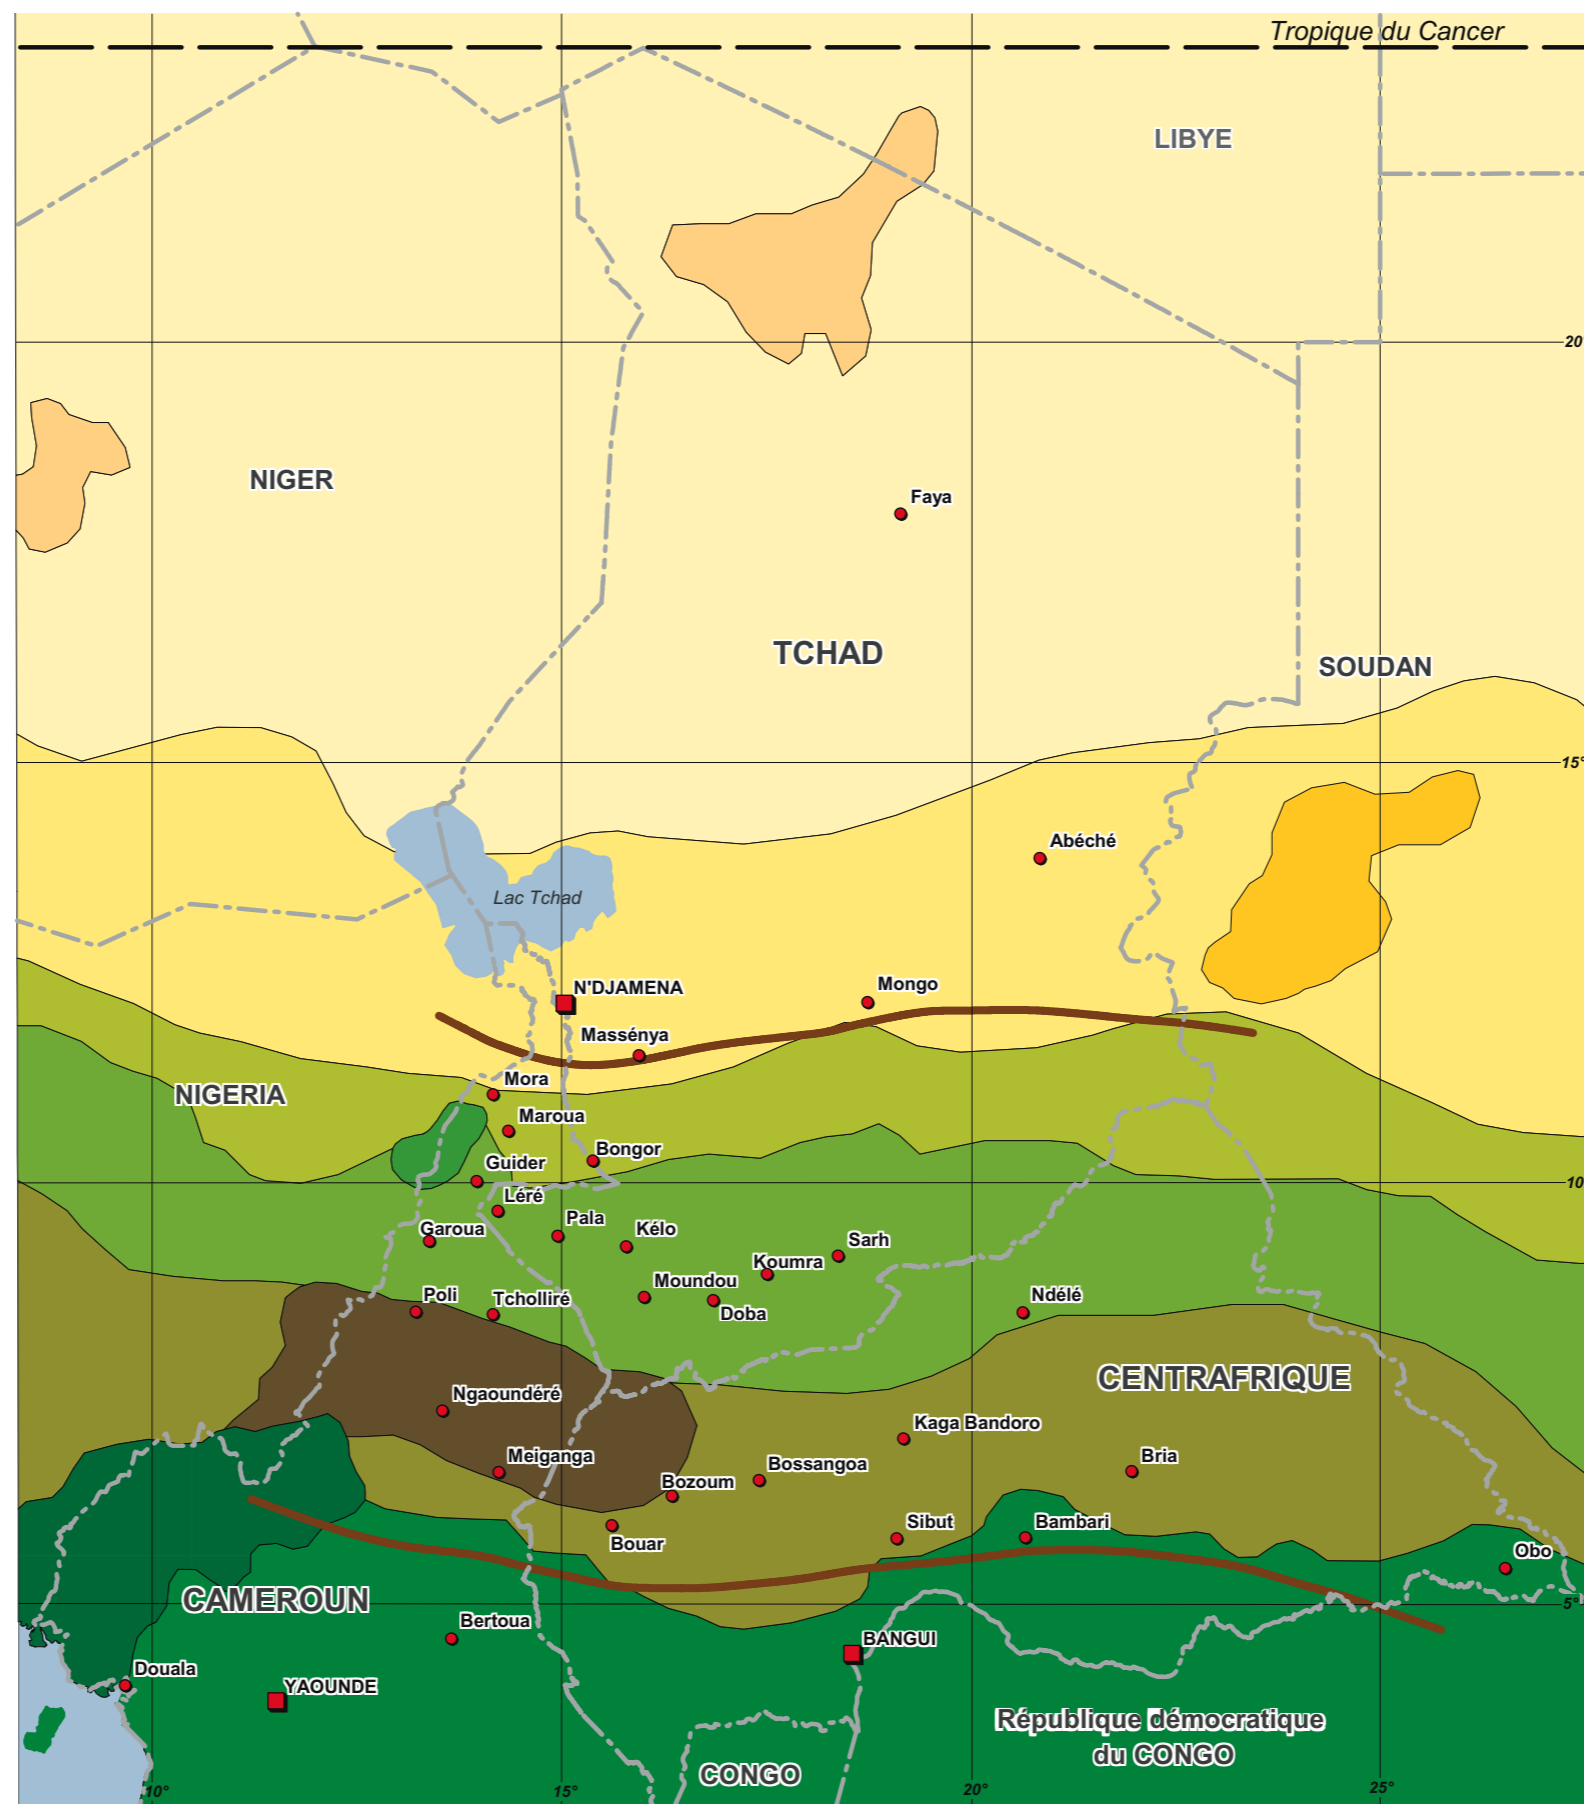 Tropique du Cancer
LIBYE
20°
NIGER
Faya
TCHAD
SOUDAN
15°
Abéché
Lac Tchad
N'DJAMENA
Mongo
Massénya
Mora
NIGERIA
Maroua
Bongor
Guider
10
Léré
Pala
Garoua
Kélo
Sarh
Koumra
Moundou
Poli
Tcholliré
Doba
Ndélé
CENTRAFRIQUE
Ngaoundéré
Kaga Bandoro
Meiganga
Bossangoa
Bria
Bozoum
Sibut
Bambari
Bouar
Obo
CAMEROUN
5°
Bertoua
BANGUI
Douala
YAOUNDE
République démocratique
du CONGO
CONGO
10°
15°
20°
25°